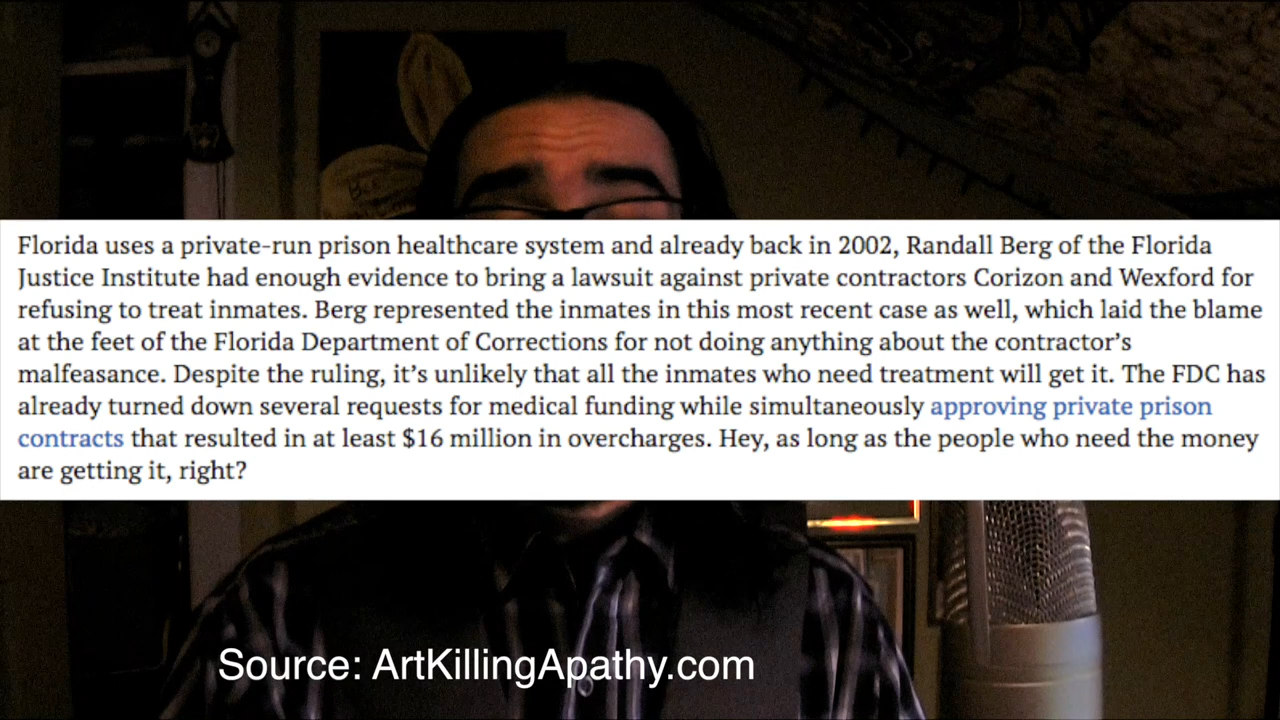 Florida uses a private-run prison healthcare system and already back in 2002, Randall Berg of the Florida
Justice Institute had enough evidence to bring a lawsuit against private contractors Corizon and Wexford for
refusing to treat inmates. Berg represented the inmates in this most recent case as well, which laid the blame
at the feet of the Florida Department of Corrections for not doing anything about the contractor’s
malfeasance. Despite the ruling, it’s unlikely that all the inmates who need treatment will get it. The FDC has
already turned down several requests for medical funding while simultaneously approving private prison
contracts that resulted in at least $16 million in overcharges. Hey, as long as the people who need the money
are getting it, right?
Source: ArtKillingApathy.com